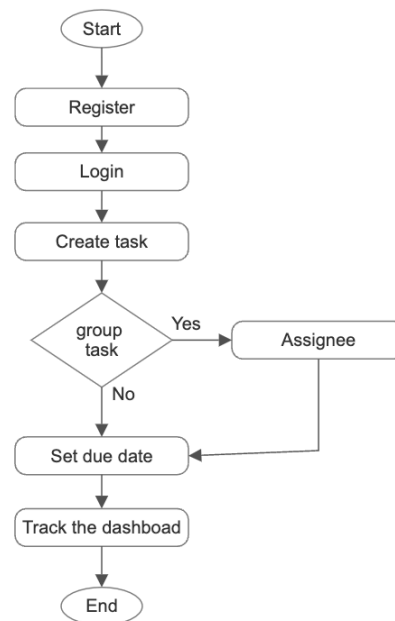 Start
Register
Login
Create task
group
task
Yes
Assignee
No
Set due date
Track the dashboad
End